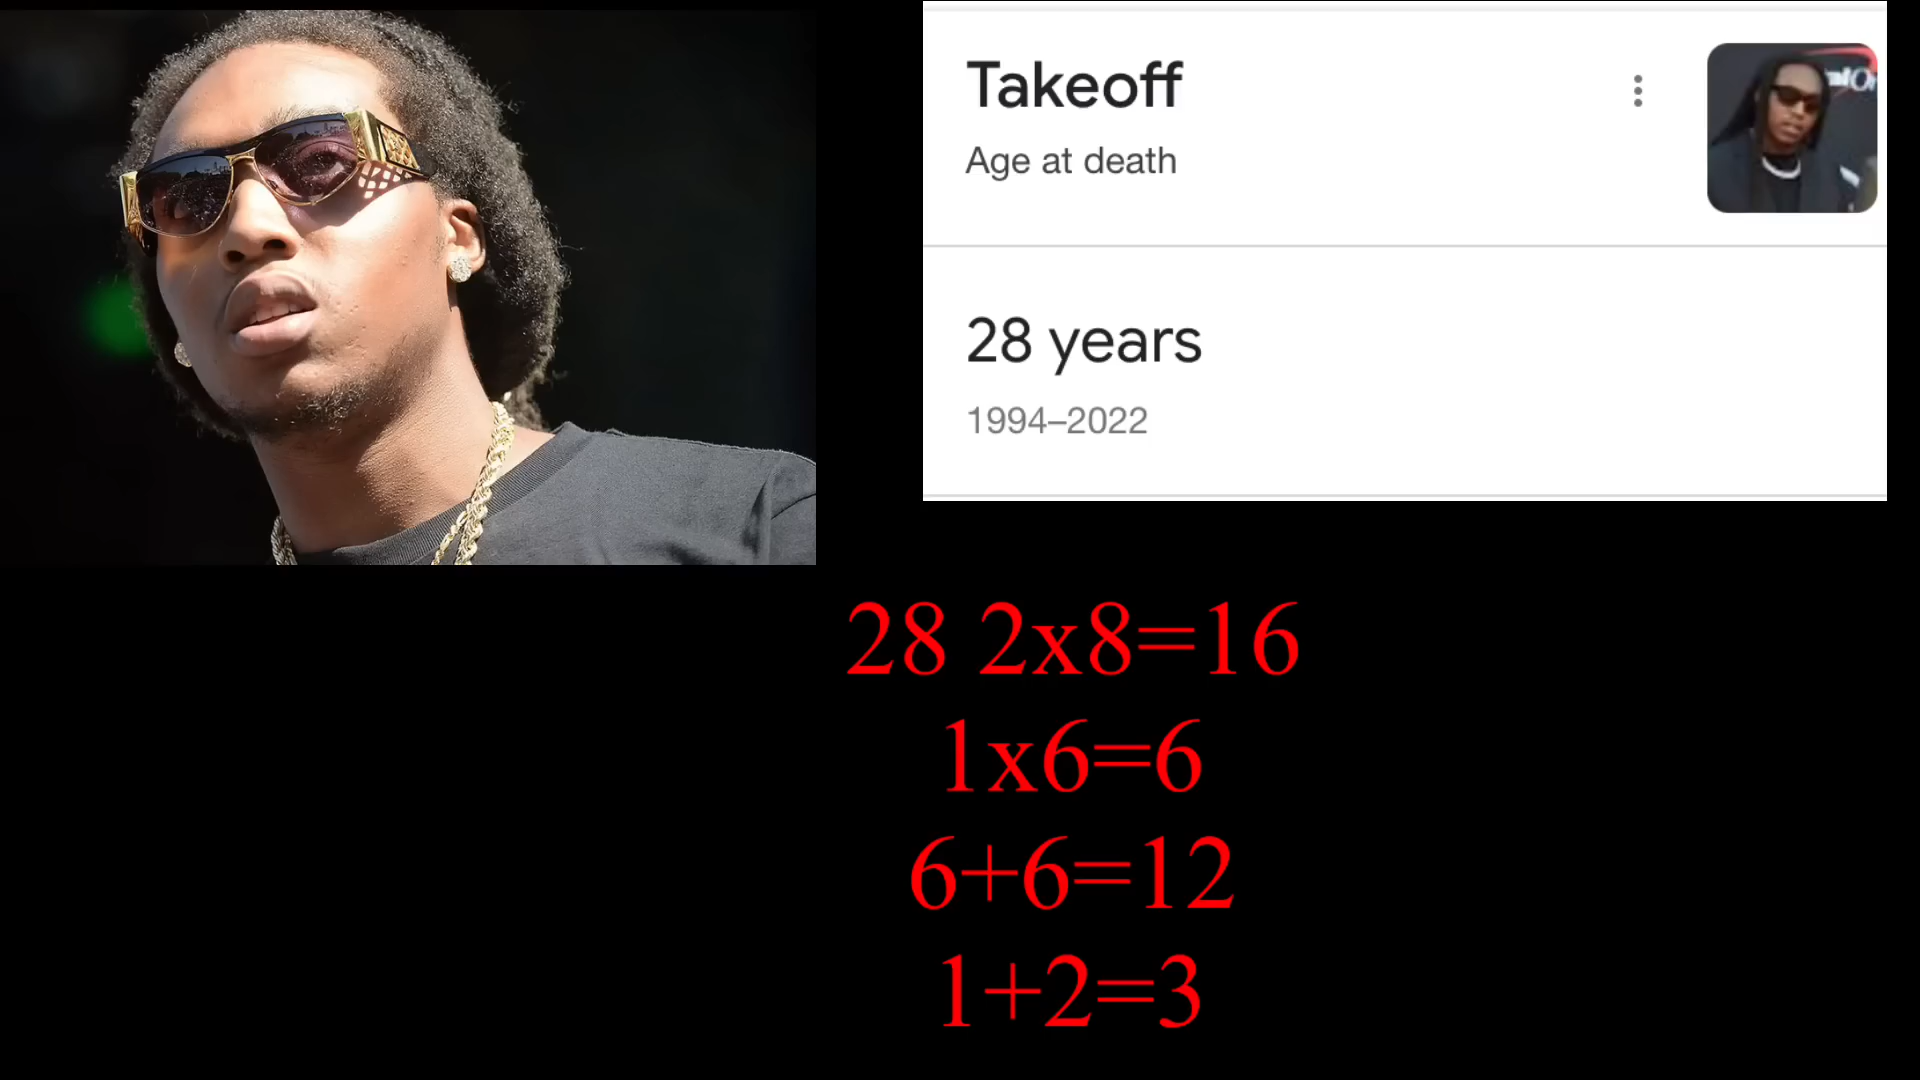 Takeoff
Age at death
28 years
1994–2022
28 2x8=16
1x6=6
6+6=12
1+2=3